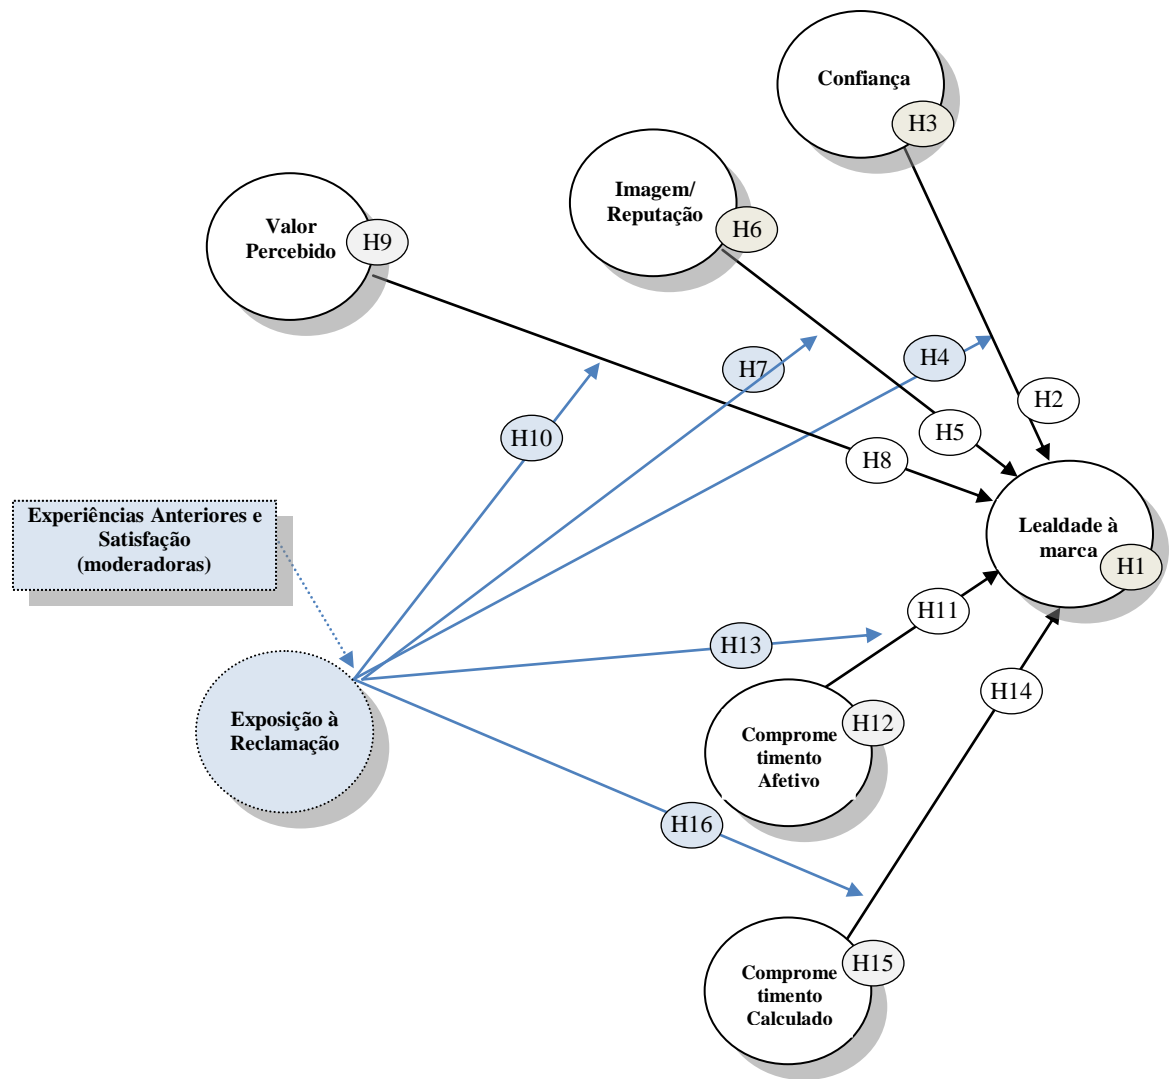 Confiança
H3
Imagem/
Reputação
H6
Valor
Percebido
H9
H7
H4
H2
H10
H5
H8
Experiências Anteriores e
Satisfação
(moderadoras)
Lealdade à
marca
H1
H11
H13
H14
Exposição à
Reclamação
H12
Comprome
timento
Afetivo
H16
H15
Comprome
timento
Calculado